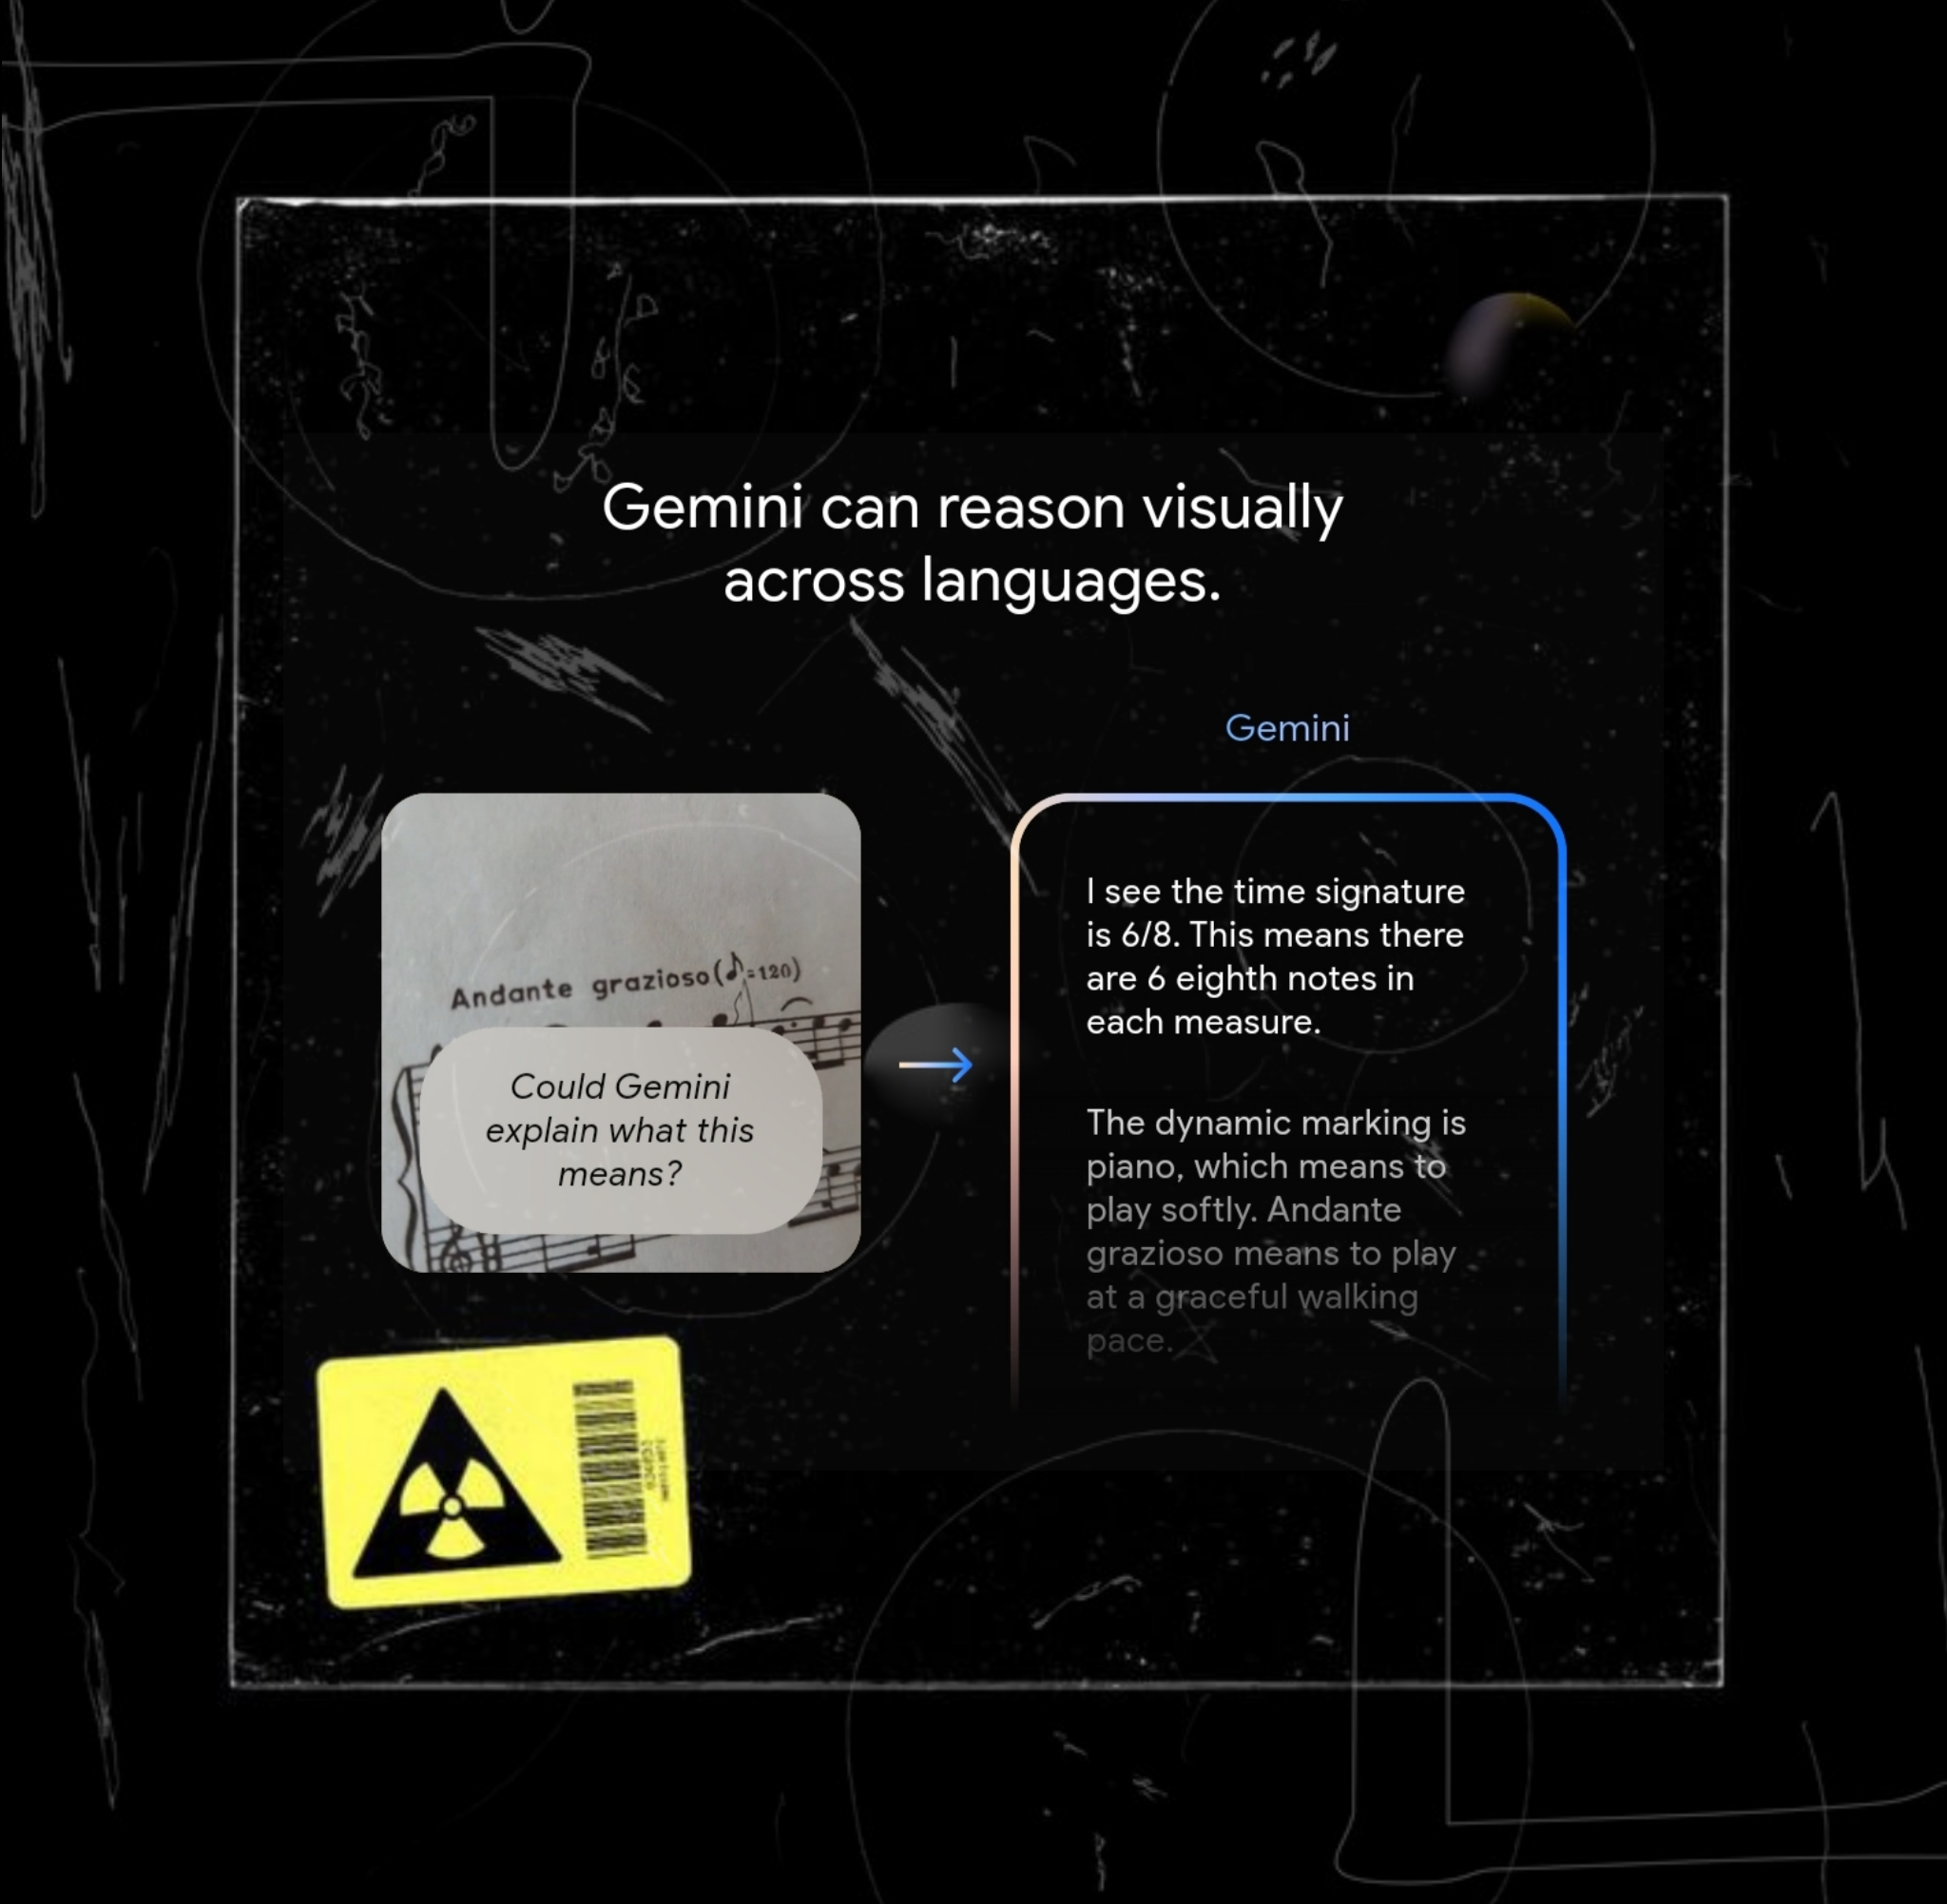 Gemini can reason visually
across languages.
Gemini
Andante grazioso(♪=120)
Could Gemini
explain what this
means?
I see the time signature
is 6/8. This means there
are 6 eighth notes in
each measure.
The dynamic marking is
piano, which means to
play softly. Andante
grazioso means to play
at a graceful walking
pace.